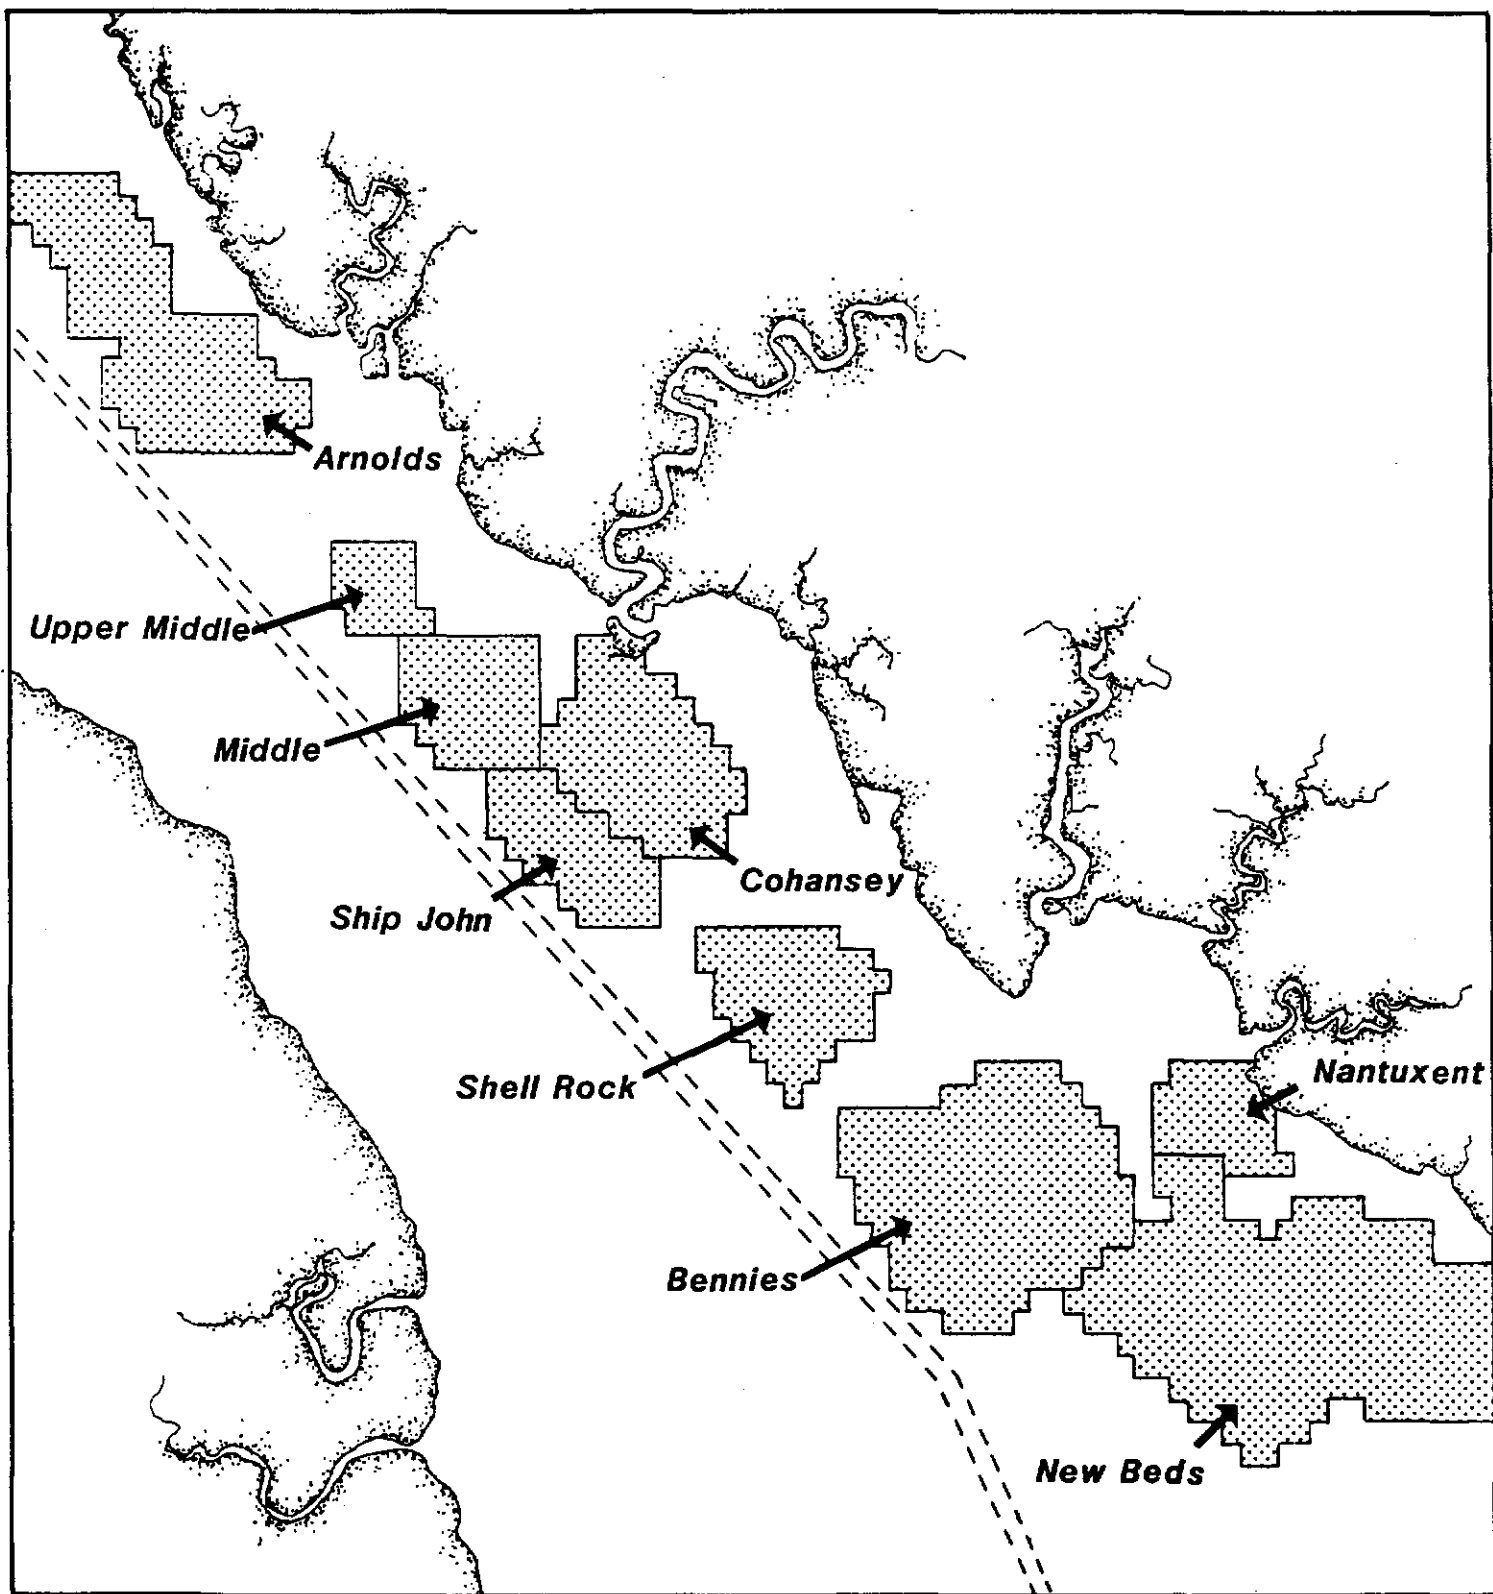 Arnolds
Upper Middle
Middle
Cohansey
Ship John
Shell Rock
Nantuxent
Bennies
New Beds